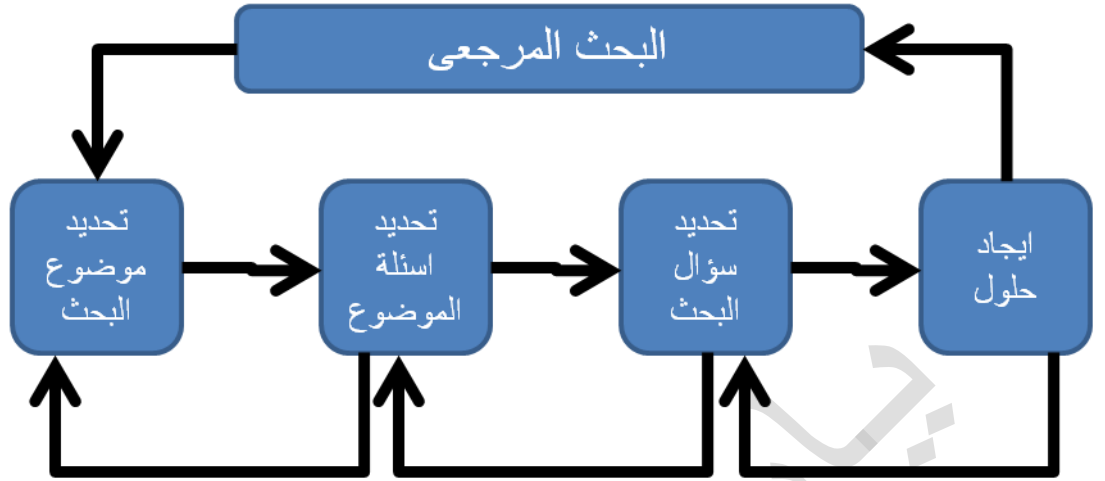 البحث المرجعى
تحديد
موضوع
البحث
تحديد
اسئلة
الموضوع
تحديد
سؤال
البحث
ايجاد
حلول